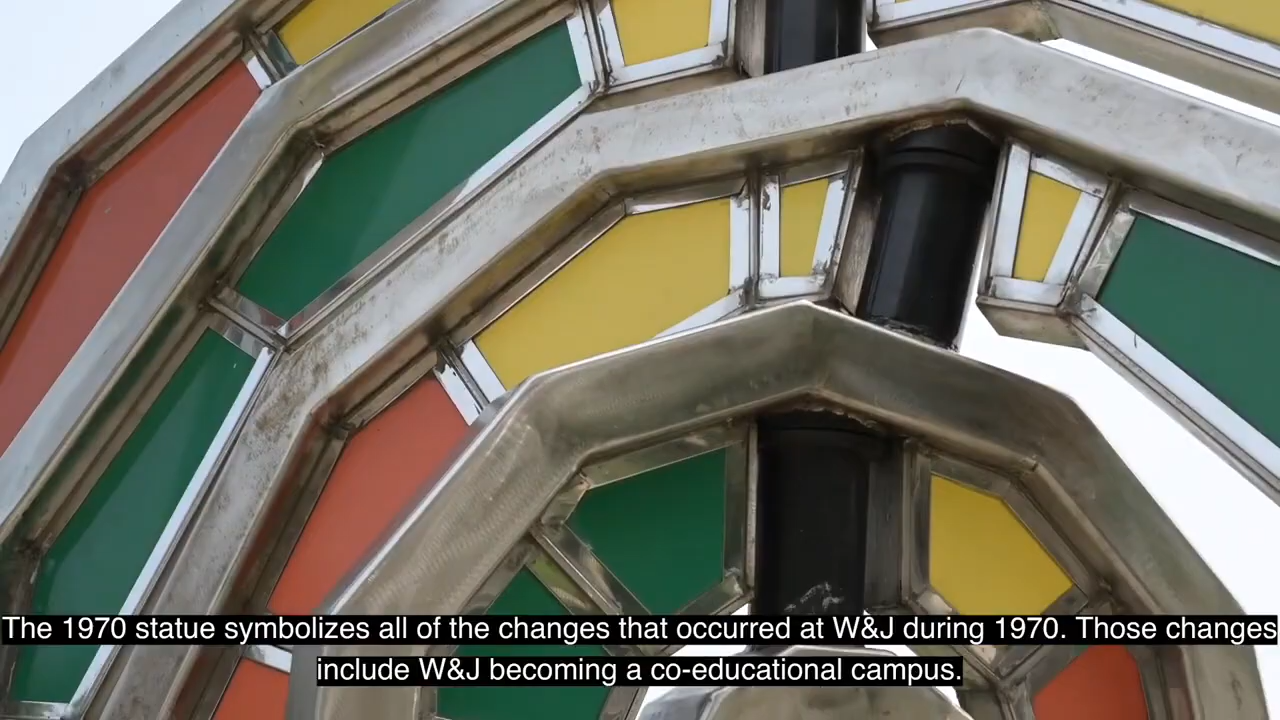 The 1970 statue symbolizes all of the changes that occurred at W&J during 1970. Those changes
include W&J becoming a co-educational campus.